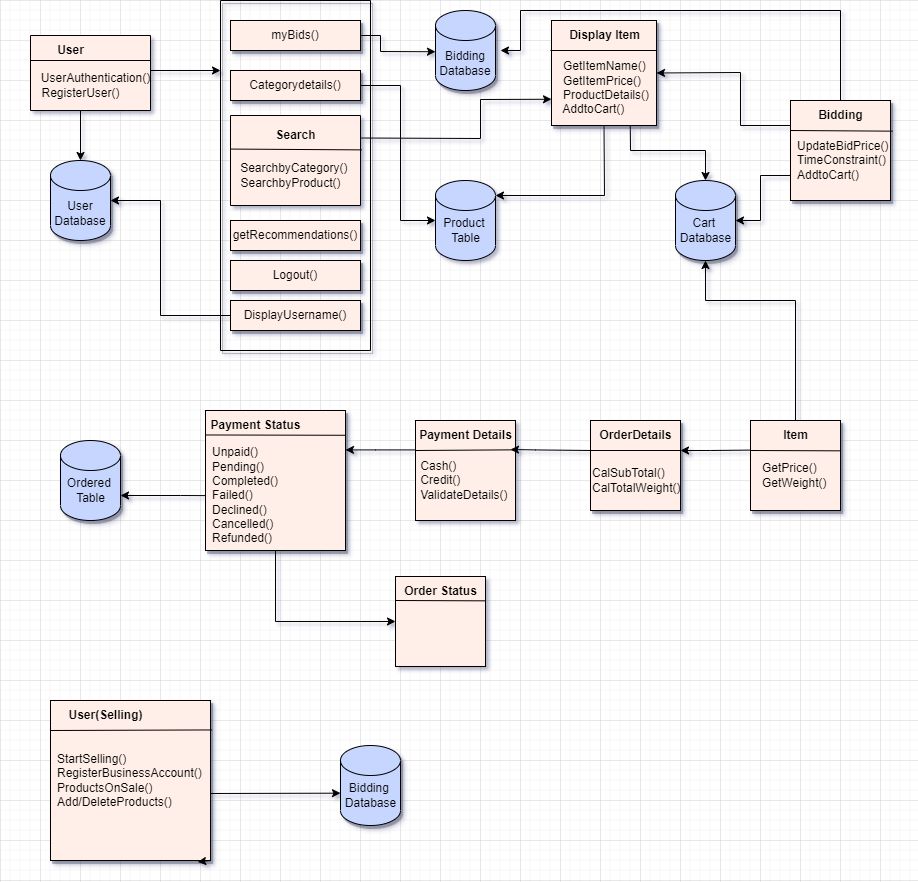 User
UserAuthentication()
RegisterUser()
User
Database
myBids()
Categorydetails()
Search
SearchbyCategory()
SearchbyProduct()
getRecommendations()
Logout()
DisplayUsername()
Bidding
Database
Display Item
GetItemName()
GetItemPrice()
ProductDetails()
AddtoCart()
Bidding
UpdateBidPrice()
TimeConstraint()
AddtoCart()
Product
Table
Cart
Database
Ordered
Table
Payment Status
Unpaid()
Pending()
Completed()
Failed()
Declined()
Cancelled()
Refunded()
Payment Details
Cash()
Credit()
ValidateDetails()
OrderDetails
CalSubTotal()
CalTotalWeight()
Item
GetPrice()
GetWeight()
Order Status
User(Selling)
StartSelling()
RegisterBusinessAccount()
ProductsOnSale()
Add/DeleteProducts()
Bidding
Database